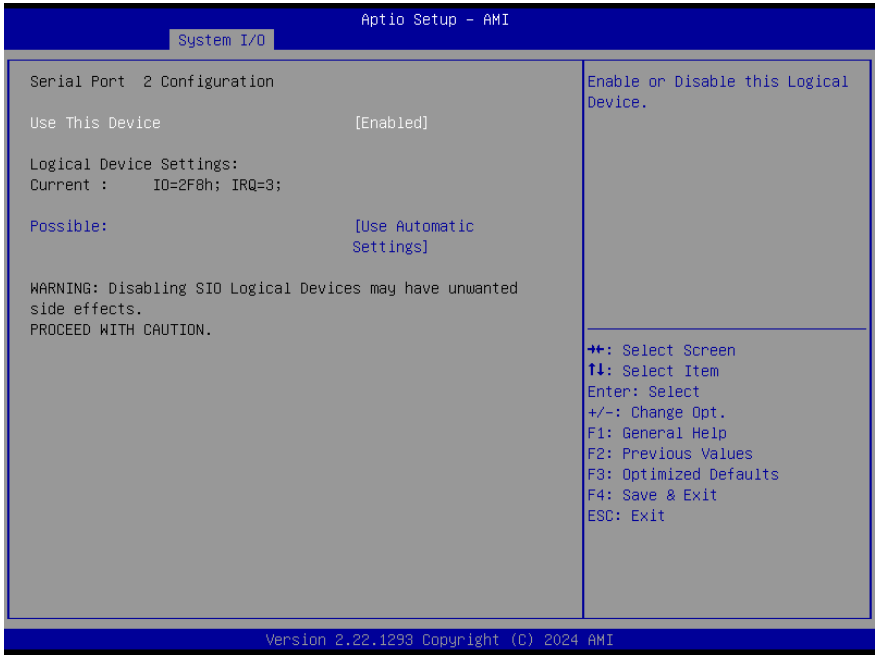 Aptio Setup – AMI
System I/O
Serial Port  2 Configuration
Use This Device [Enabled]
Logical Device Settings:
Current : IO=2F8h; IRQ=3;
Possible: [Use Automatic
Settings]
WARNING: Disabling SIO Logical Devices may have unwanted
side effects.
PROCEED WITH CAUTION.
Enable or Disable this Logical
Device.
→←: Select Screen
↑↓: Select Item
Enter: Select
+/-: Change Opt.
F1: General Help
F2: Previous Values
F3: Optimized Defaults
F4: Save & Exit
ESC: Exit
Version 2.22.1293 Copyright (C) 2024 AMI